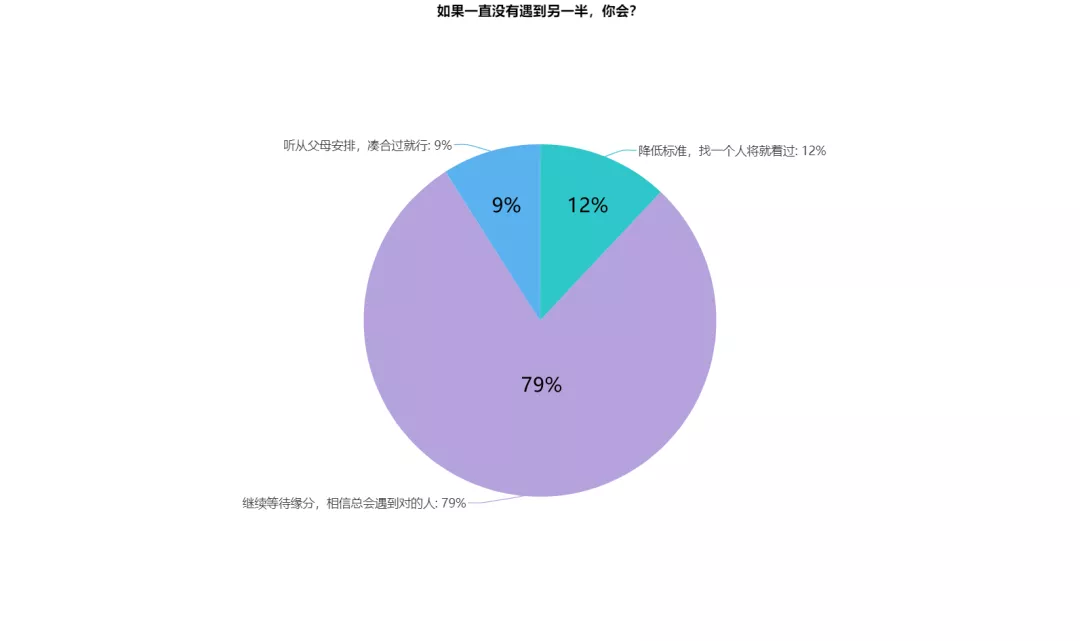 如果一直没有遇到另一半，你会？
听从父母安排，凑合过就行: 9%
降低标准，找一个人将就着过: 12%
9%
12%
79%
继续等待缘分，相信总会遇到对的人: 79%